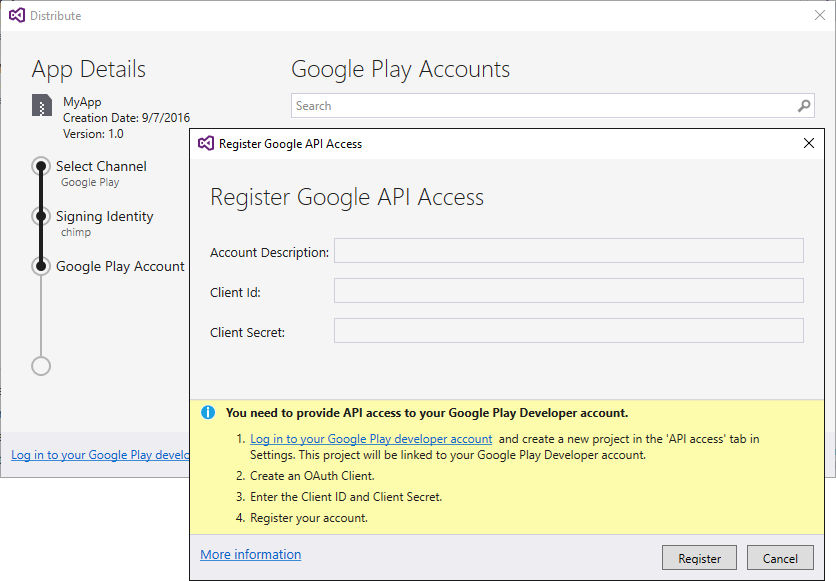 Distribute
App Details
MyApp
Creation Date: 9/7/2016
Version: 1.0
Select Channel
Google Play
Signing Identity
chimp
Google Play Account
Log in to your Google Play develo
Google Play Accounts
Search
Register Google API Access
Register Google API Access
Account Description:
Client Id:
Client Secret:
You need to provide API access to your Google Play Developer account.
1. Log in to your Google Play developer account and create a new project in the 'API access' tab in
Settings. This project will be linked to your Google Play Developer account.
2. Create an OAuth Client.
3. Enter the Client ID and Client Secret.
4. Register your account.
More information
Register
Cancel